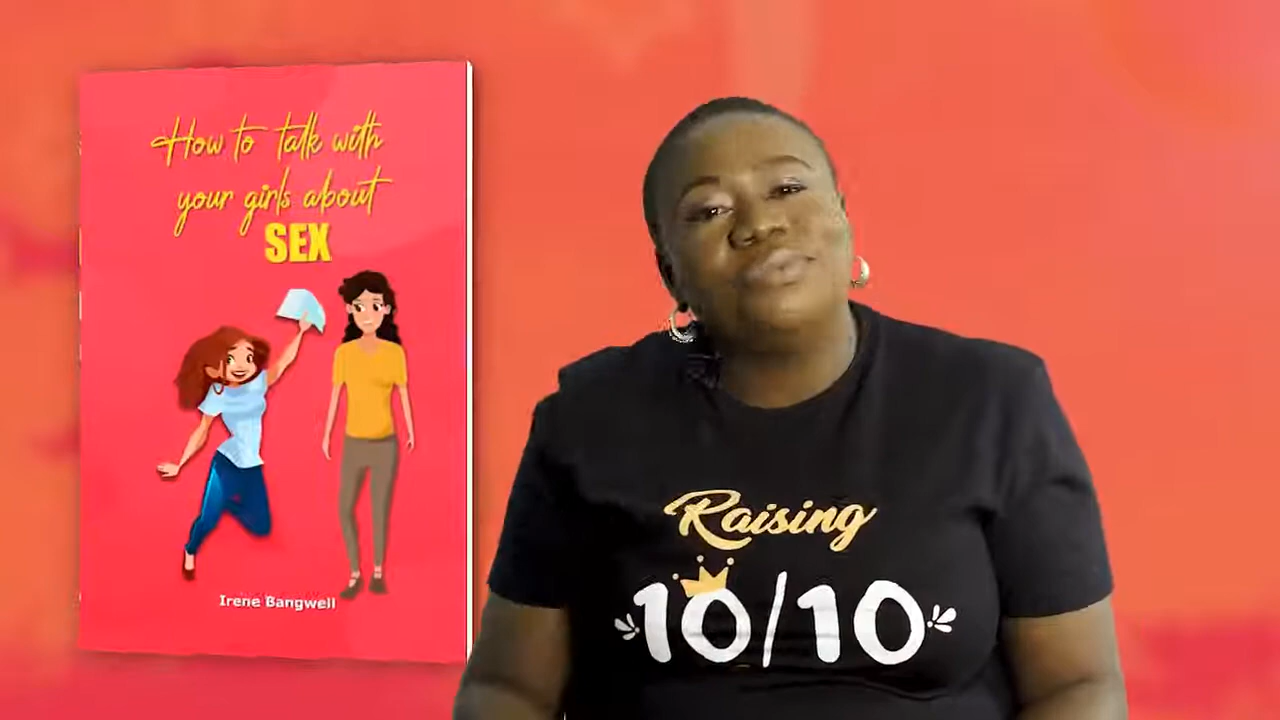 How to talk with
your girls about
SEX
Irene Bangwell
Raising
10/10